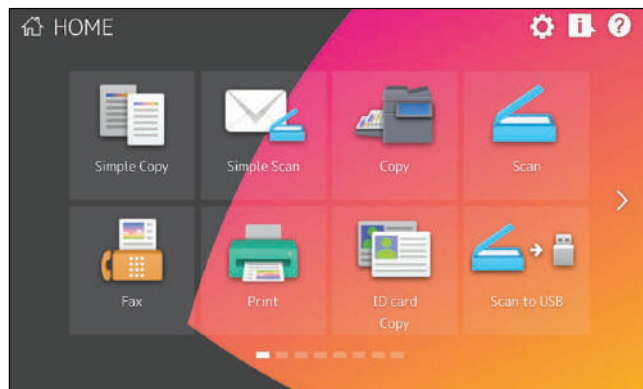 HOME
Simple Copy
Simple Scan
Copy
Scan
Fax
Print
ID card
Copy
Scan to USB